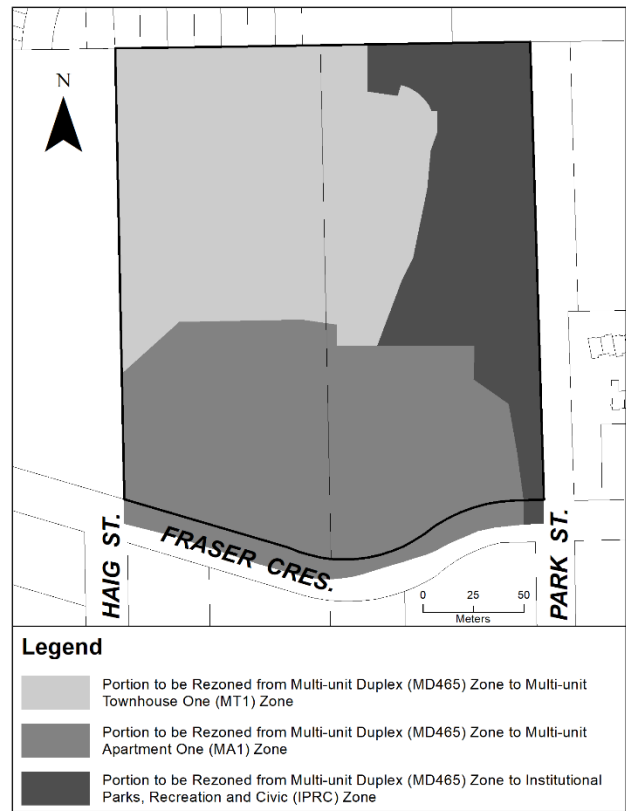 N
HAIG ST.
FRASER CRES.
PARK ST.
0 25 50
Meters
Legend
Portion to be Rezoned from Multi-unit Duplex (MD465) Zone to Multi-unit
Townhouse One (MT1) Zone
Portion to be Rezoned from Multi-unit Duplex (MD465) Zone to Multi-unit
Apartment One (MA1) Zone
Portion to be Rezoned from Multi-unit Duplex (MD465) Zone to Institutional
Parks, Recreation and Civic (IPRC) Zone